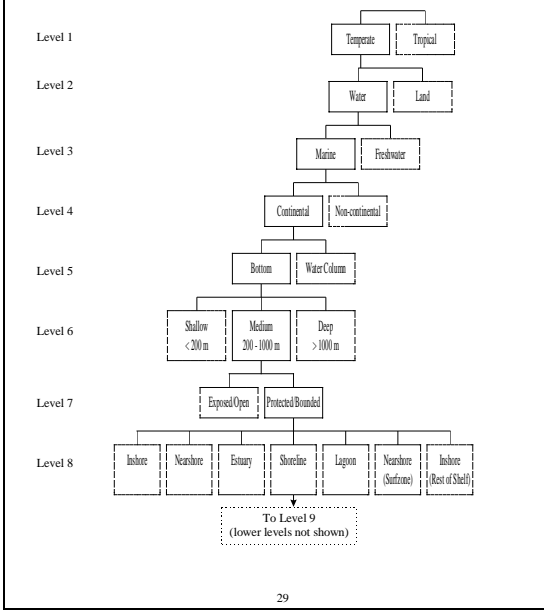 Level 1
Temperate
Tropical
Level 2
Water
Land
Level 3
Marine
Freshwater
Level 4
Continental
Non-continental
Level 5
Bottom
Water Column
Level 6
Shallow
< 200 m
Medium
200 - 1000 m
Deep
> 1000 m
Level 7
Exposed/Open
Protected/Bounded
Level 8
Inshore
Nearshore
Estuary
Shoreline
Lagoon
Nearshore
(Surfzone)
Inshore
(Rest of Shelf)
To Level 9
(lower levels not shown)
29